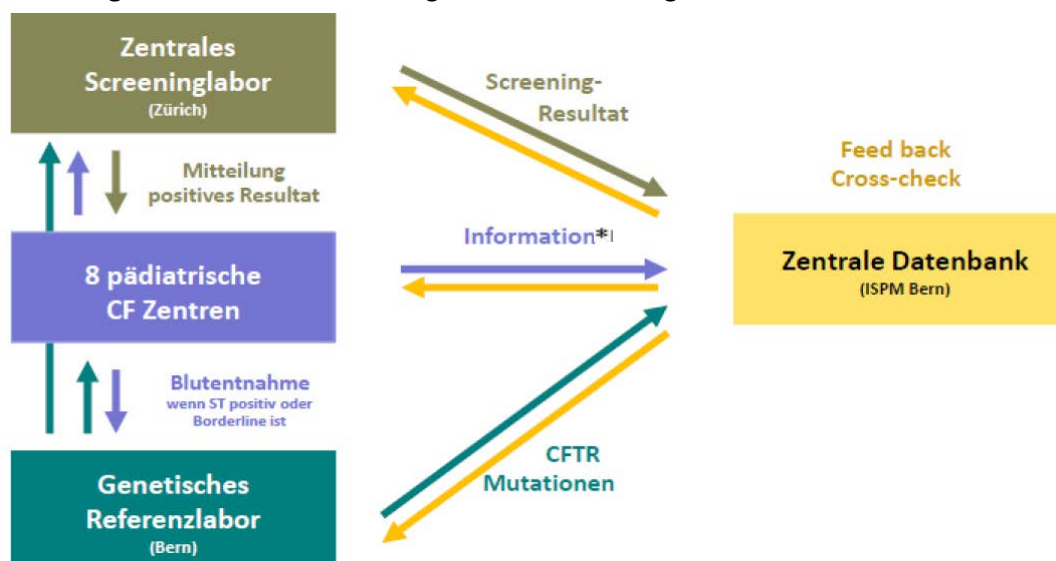 Zentrales
Screeninglabor
(Zürich)
Screening-
Resultat
Mitteilung
positives Resultat
Feed back
Cross-check
Information*
8 pädiatrische
CF Zentren
Zentrale Datenbank
(ISPM Bern)
Blutentnahme
wenn ST positiv oder
Borderline ist
CFTR
Mutationen
Genetisches
Referenzlabor
(Bern)